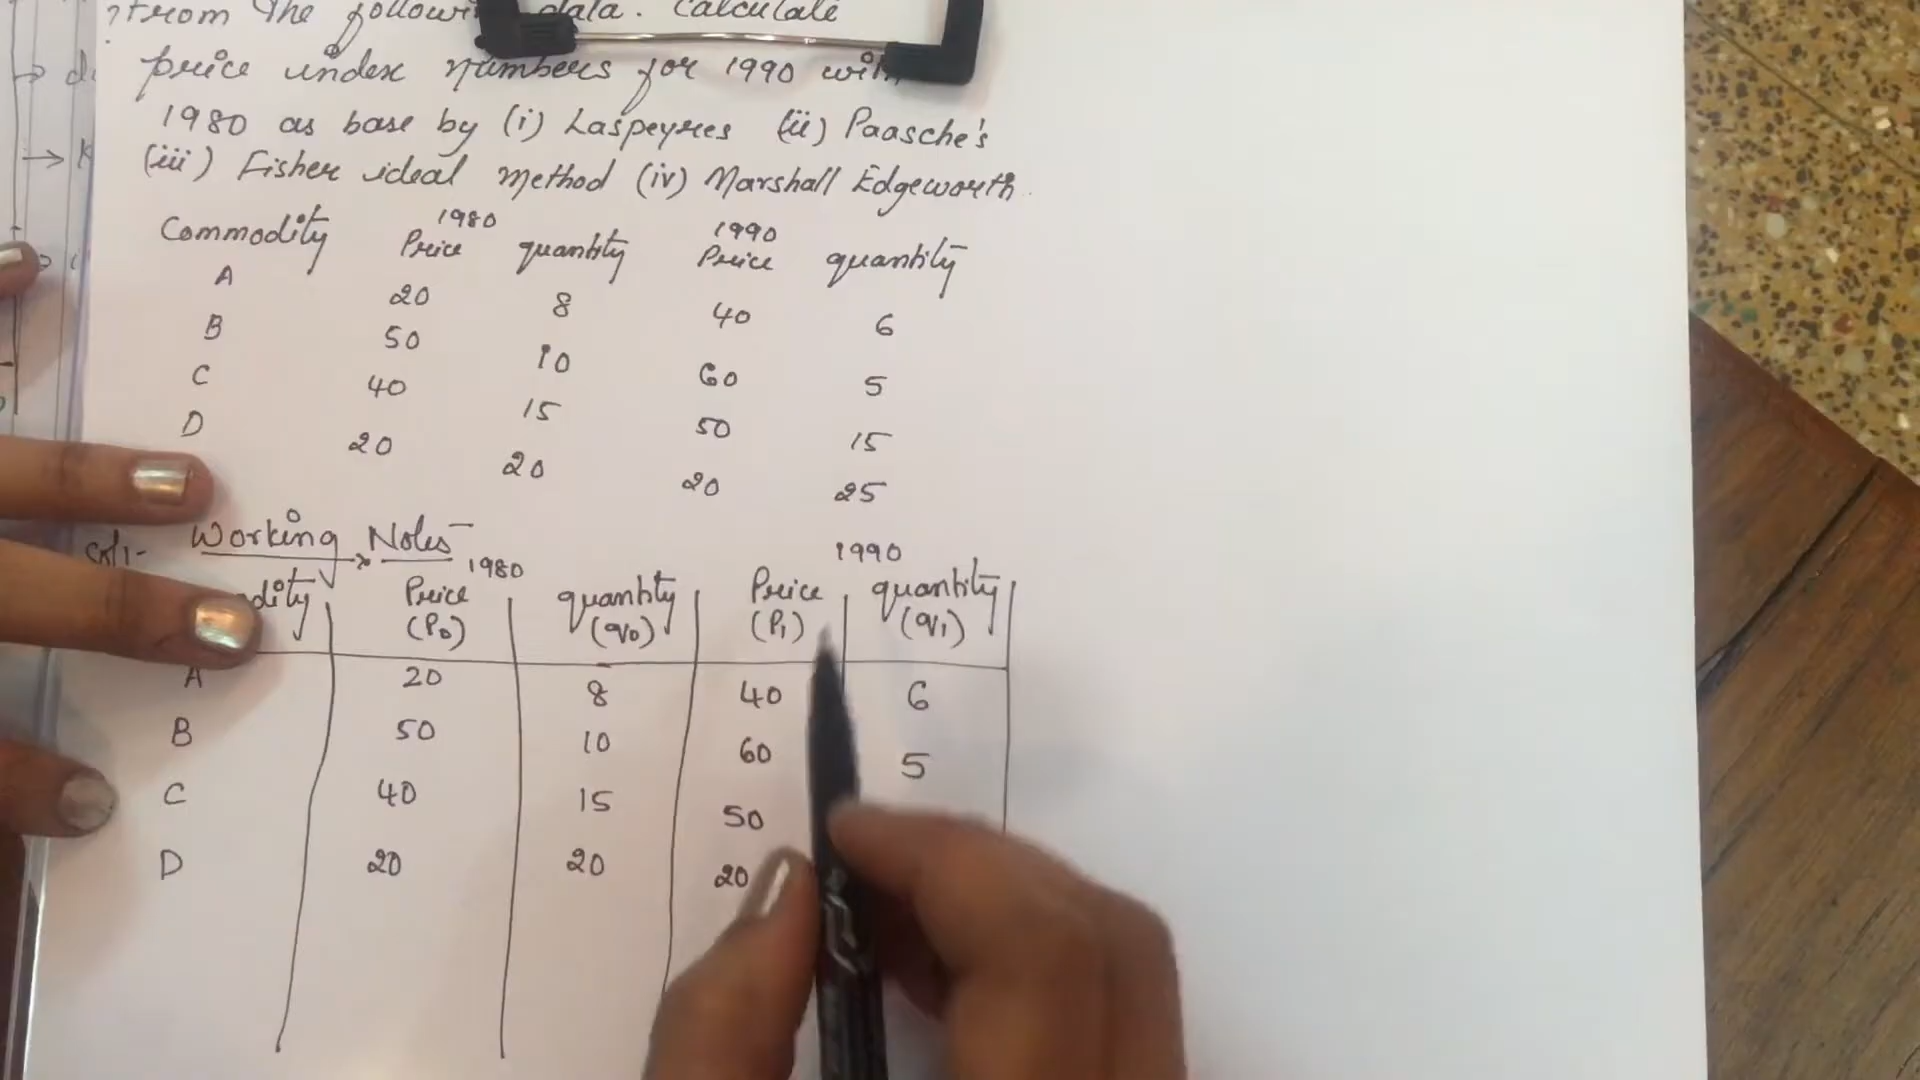 From the following data. Calculate
price index numbers for 1990 with
1980 as base by (i) Laspeyres (ii) Paasche's
(iii) Fisher ideal method (iv) Marshall Edgeworth.
1980 1990
Commodity Price quantity Price quantity
A 20 8 40 6
B 50 10 60 5
C 40 15 50 15
D 20 20 20 25
Sol:- Working Notes
1980 1990
dity Price quantity Price quantity
(P0) (q0) (P1) (q1)
A 20 8 40 6
B 50 10 60 5
C 40 15 50
D 20 20 20